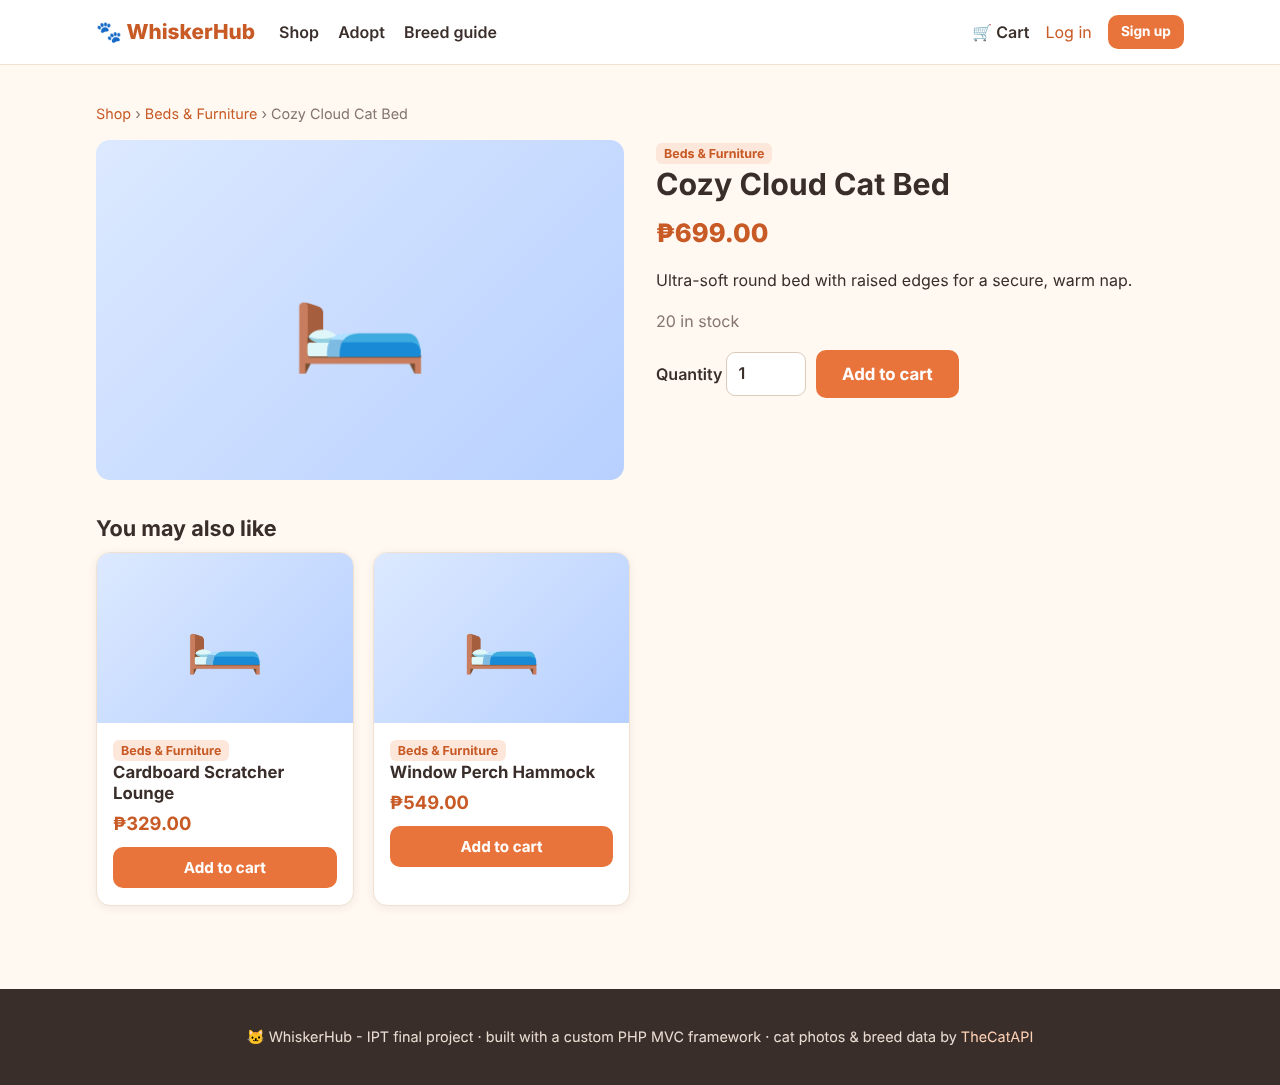 🐾 WhiskerHub Shop Adopt Breed guide 🛒 Cart Log in Sign up
Shop › Beds & Furniture › Cozy Cloud Cat Bed
Beds & Furniture
Cozy Cloud Cat Bed
₱699.00
Ultra-soft round bed with raised edges for a secure, warm nap.
20 in stock
Quantity 1 Add to cart
You may also like
Beds & Furniture
Cardboard Scratcher
Lounge
₱329.00
Add to cart
Beds & Furniture
Window Perch Hammock
₱549.00
Add to cart
🐱 WhiskerHub - IPT final project · built with a custom PHP MVC framework · cat photos & breed data by TheCatAPI